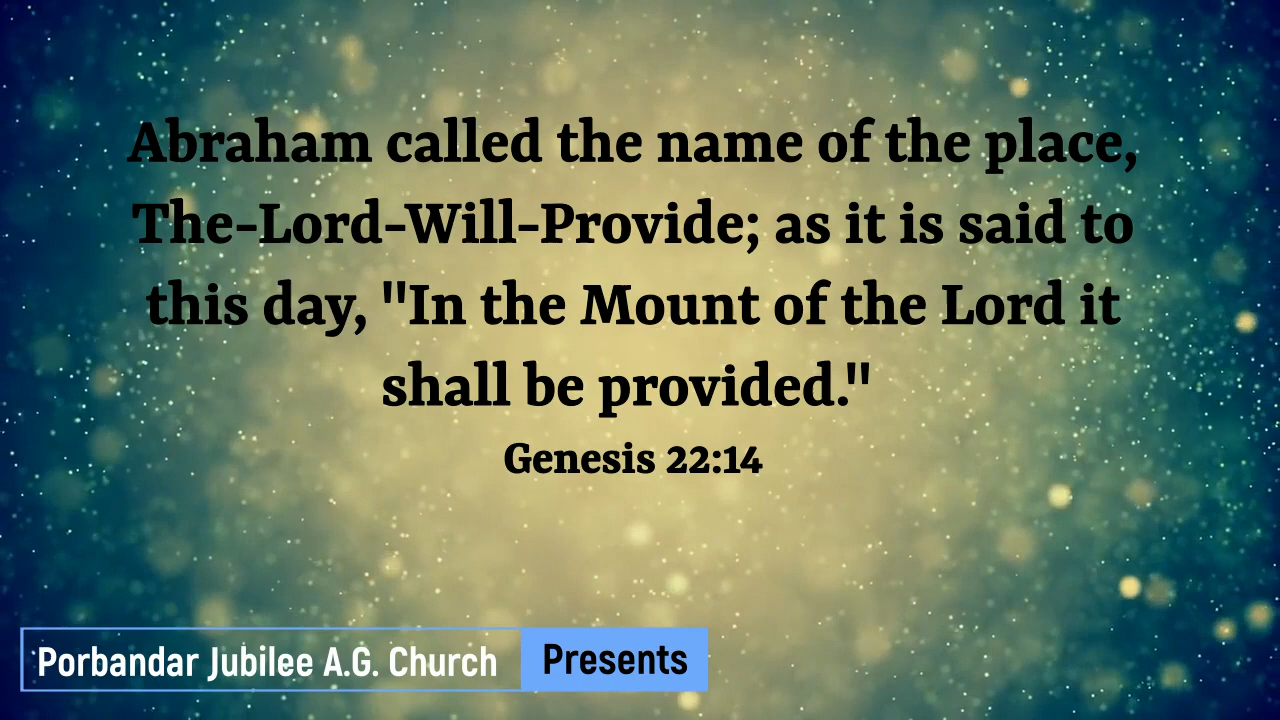 Abraham called the name of the place,
The-Lord-Will-Provide; as it is said to
this day, "In the Mount of the Lord it
shall be provided."
Genesis 22:14
Porbandar Jubilee A.G. Church Presents